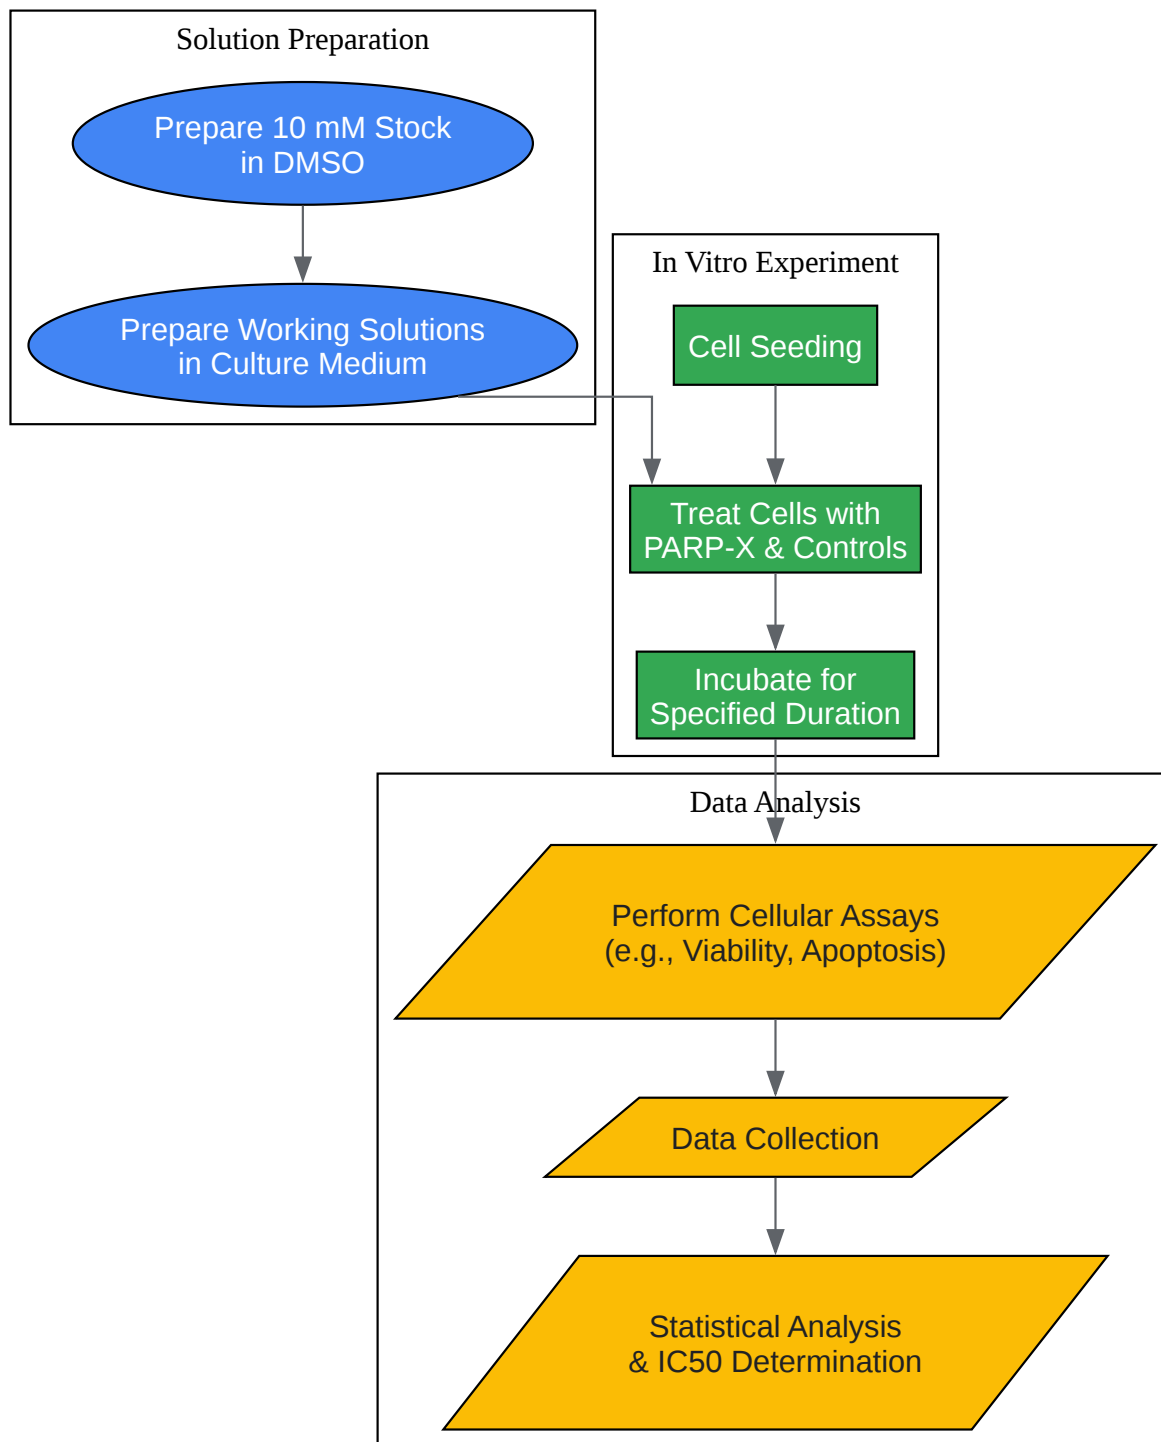 Solution Preparation
Prepare 10 mM Stock
in DMSO
Prepare Working Solutions
in Culture Medium
In Vitro Experiment
Cell Seeding
Treat Cells with
PARP-X & Controls
Incubate for
Specified Duration
Data Analysis
Perform Cellular Assays
(e.g., Viability, Apoptosis)
Data Collection
Statistical Analysis
& IC50 Determination